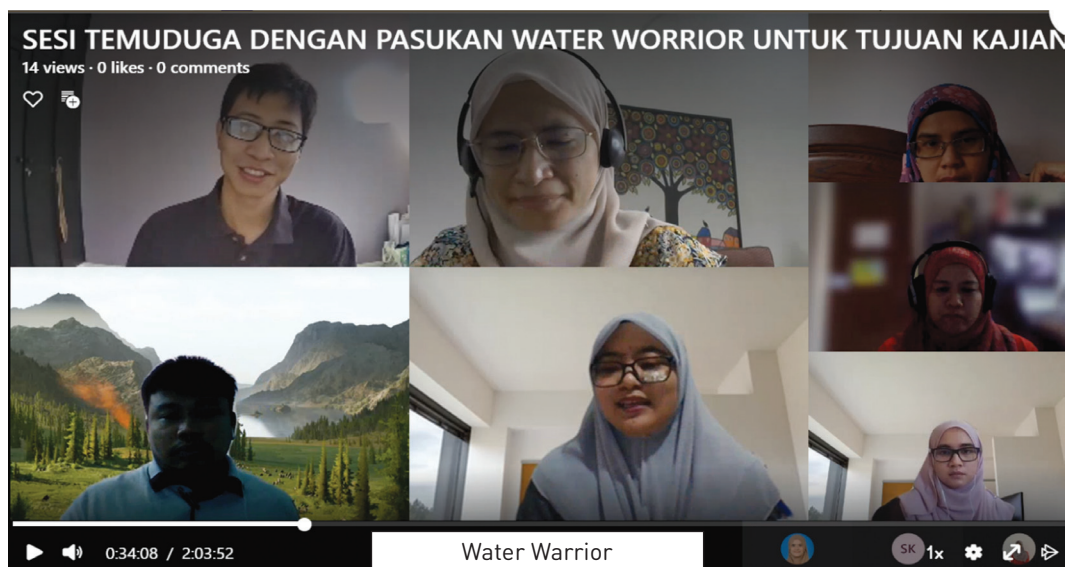 SESI TEMUDUGA DENGAN PASUKAN WATER WORRIOR UNTUK TUJUAN KAJIAN
14 views · 0 likes · 0 comments
0:34:08 / 2:03:52
Water Warrior
SK
1x